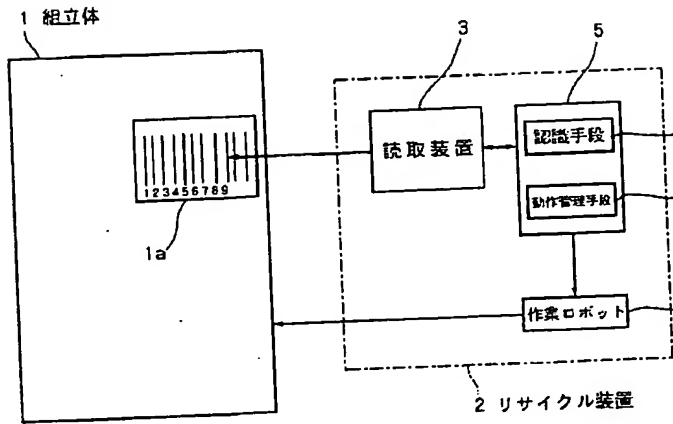 1 組立体
3
5
読取装置
認識手段
123456789
動作管理手段
1a
作業ロボット
2 リサイクル装置